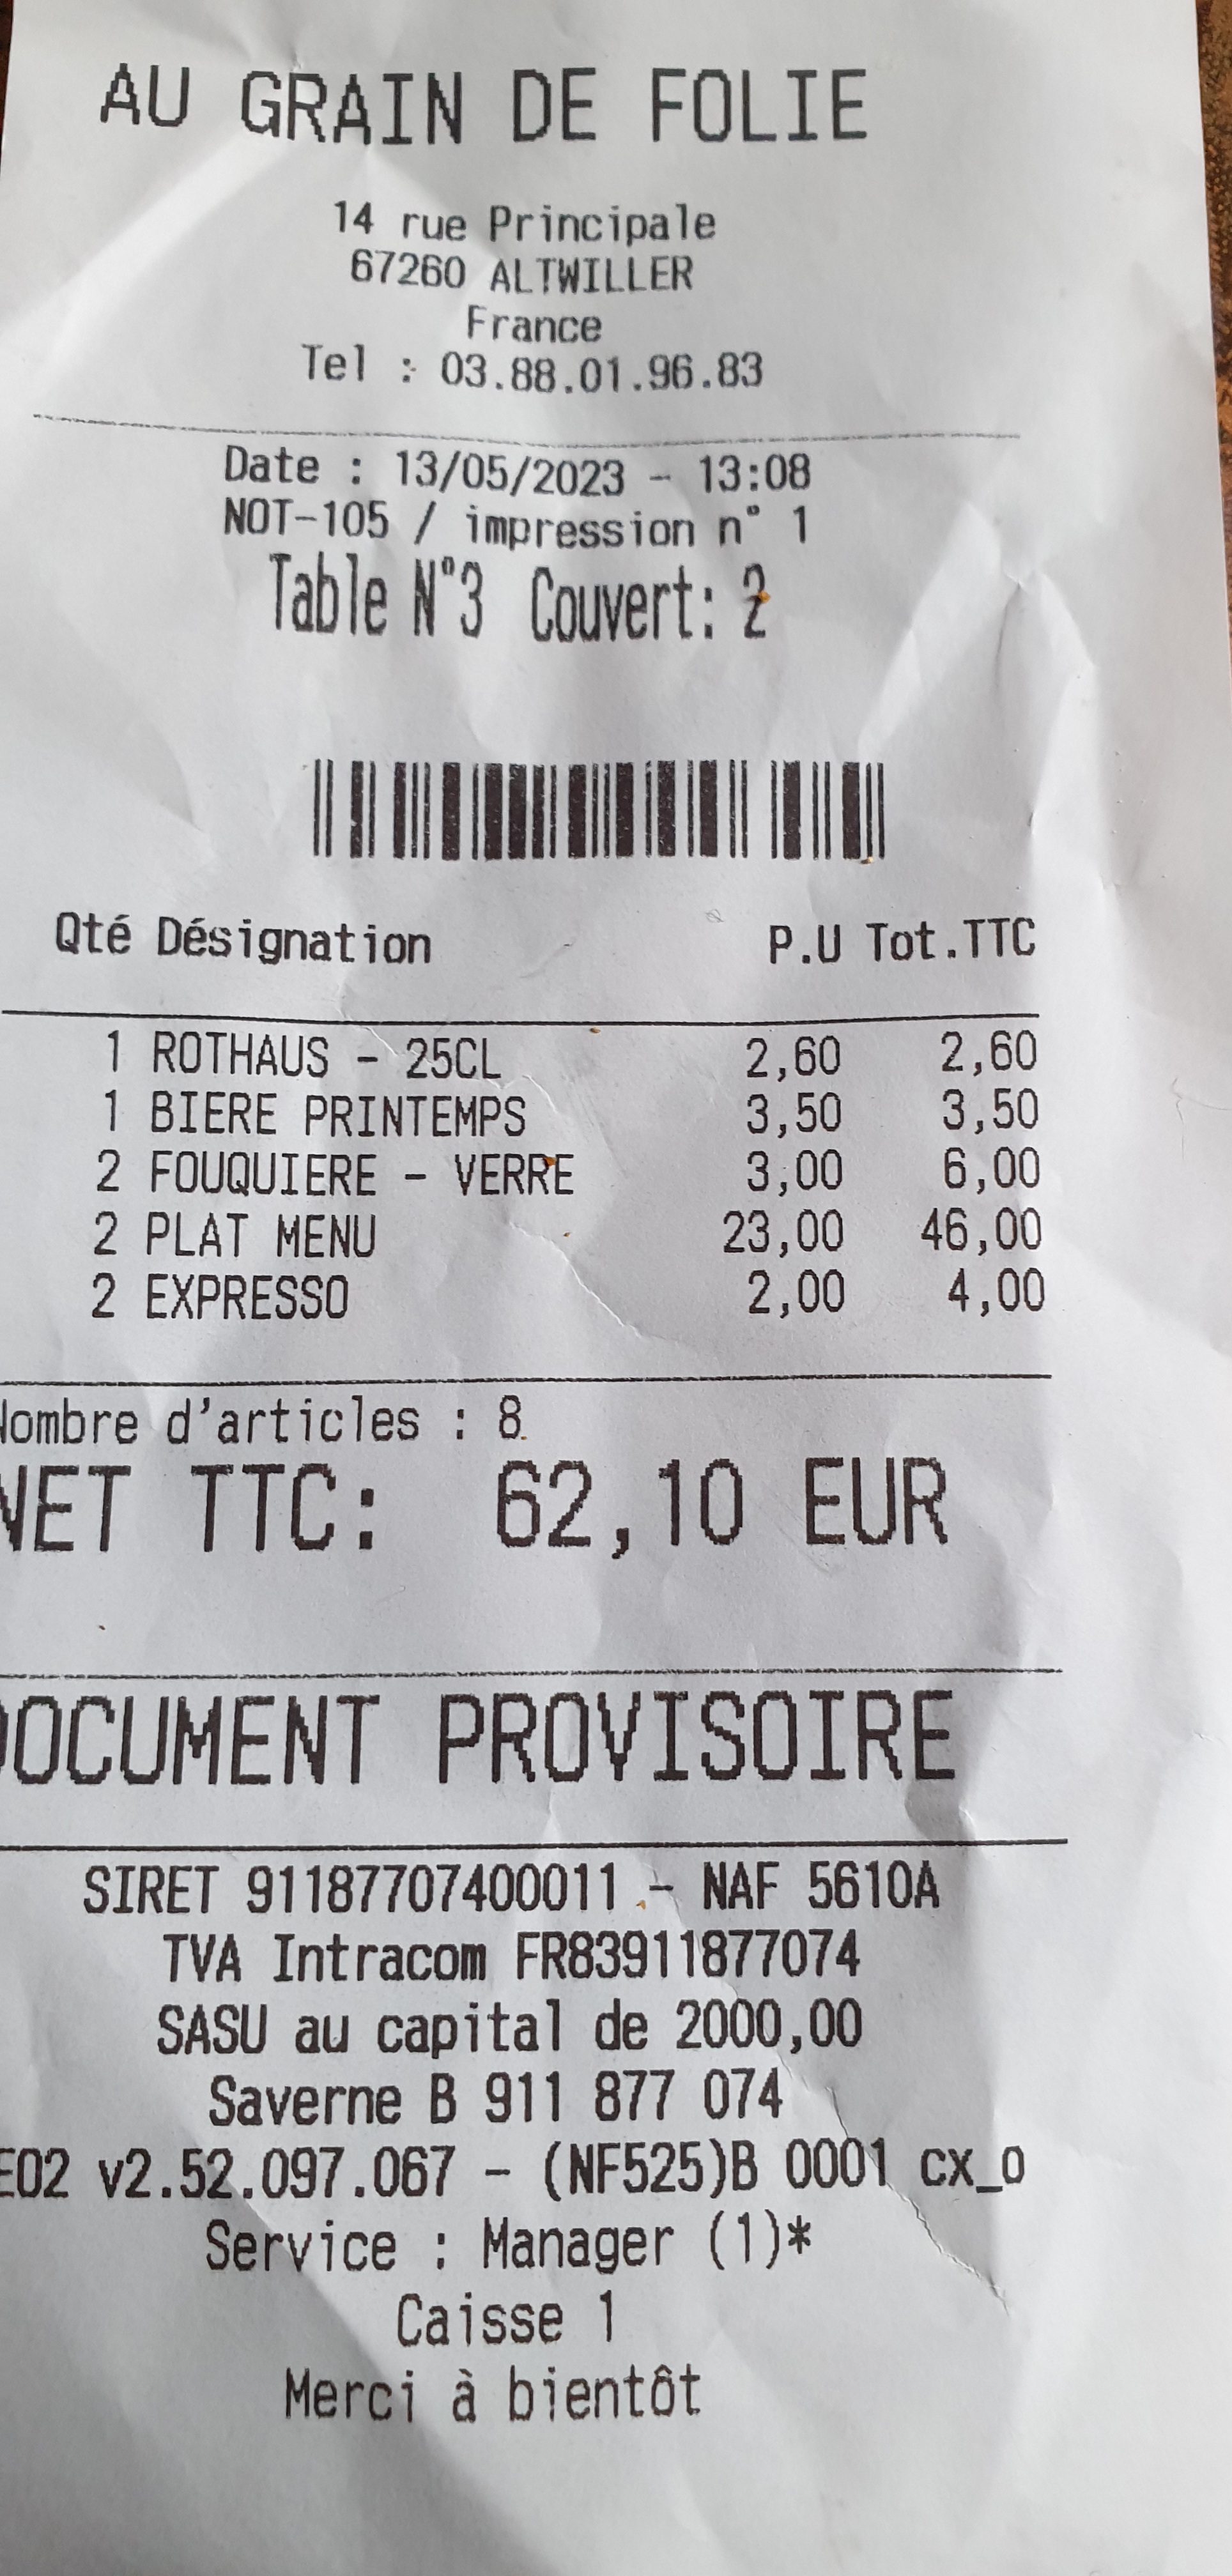 AU GRAIN DE FOLIE
14 rue Principale
67260 ALTWILLER
France
Tel : 03.88.01.96.83
Date : 13/05/2023 - 13:08
NOT-105 / impression n° 1
Table N°3 Couvert: 2
Qté Désignation P.U Tot.TTC
1 ROTHAUS - 25CL 2,60 2,60
1 BIERE PRINTEMPS 3,50 3,50
2 FOUQUIERE - VERRE 3,00 6,00
2 PLAT MENU 23,00 46,00
2 EXPRESSO 2,00 4,00
Nombre d'articles : 8
NET TTC: 62,10 EUR
DOCUMENT PROVISOIRE
SIRET 91187707400011 - NAF 5610A
TVA Intracom FR83911877074
SASU au capital de 2000,00
Saverne B 911 877 074
E02 v2.52.097.067 - (NF525)B 0001 cx_o
Service : Manager (1)*
Caisse 1
Merci à bientôt